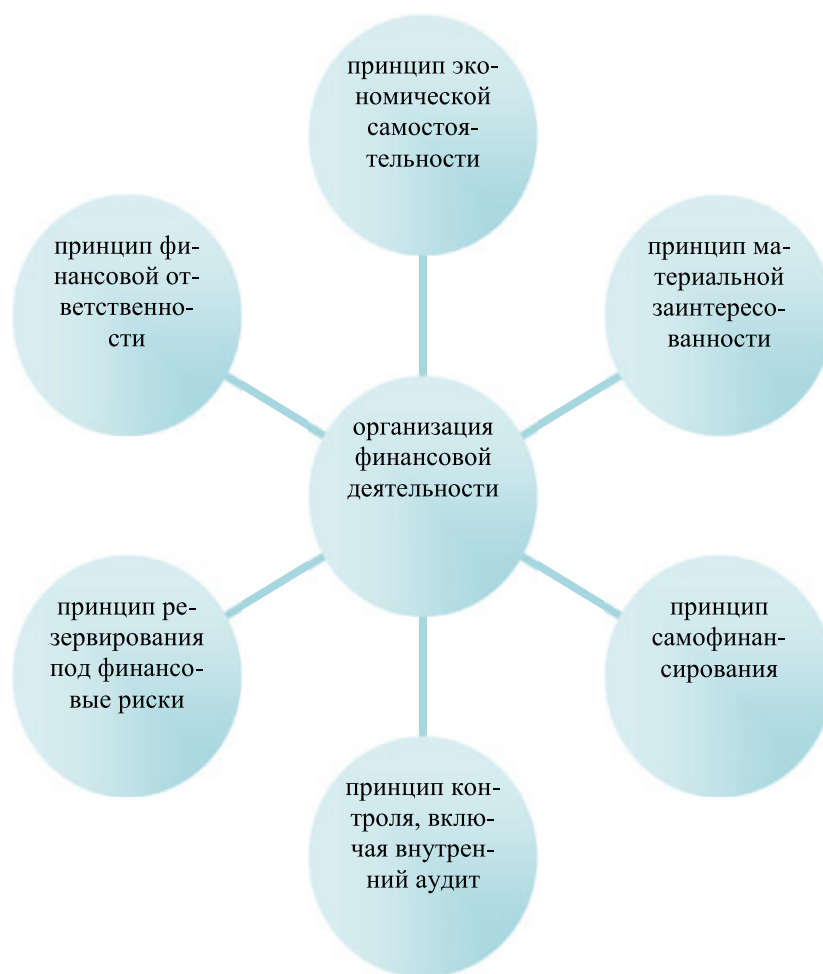 принцип эко-
номической
самостоя-
тельности
принцип фи-
нансовой от-
ветственно-
сти
принцип ма-
териальной
заинтересо-
ванности
организация
финансовой
деятельности
принцип ре-
зервирования
под финансо-
вые риски
принцип
самофинан-
сирования
принцип кон-
троля, вклю-
чая внутрен-
ний аудит